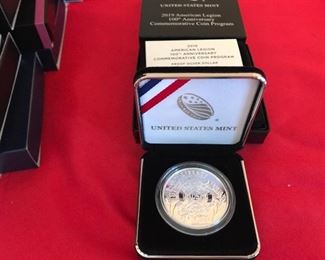 UNITED STATES MINT
2019 American Legion
100th Anniversary
Commemorative Coin Program
2019
AMERICAN LEGION
100TH ANNIVERSARY
COMMEMORATIVE COIN PROGRAM
PROOF SILVER DOLLAR
UNITED STATES MINT